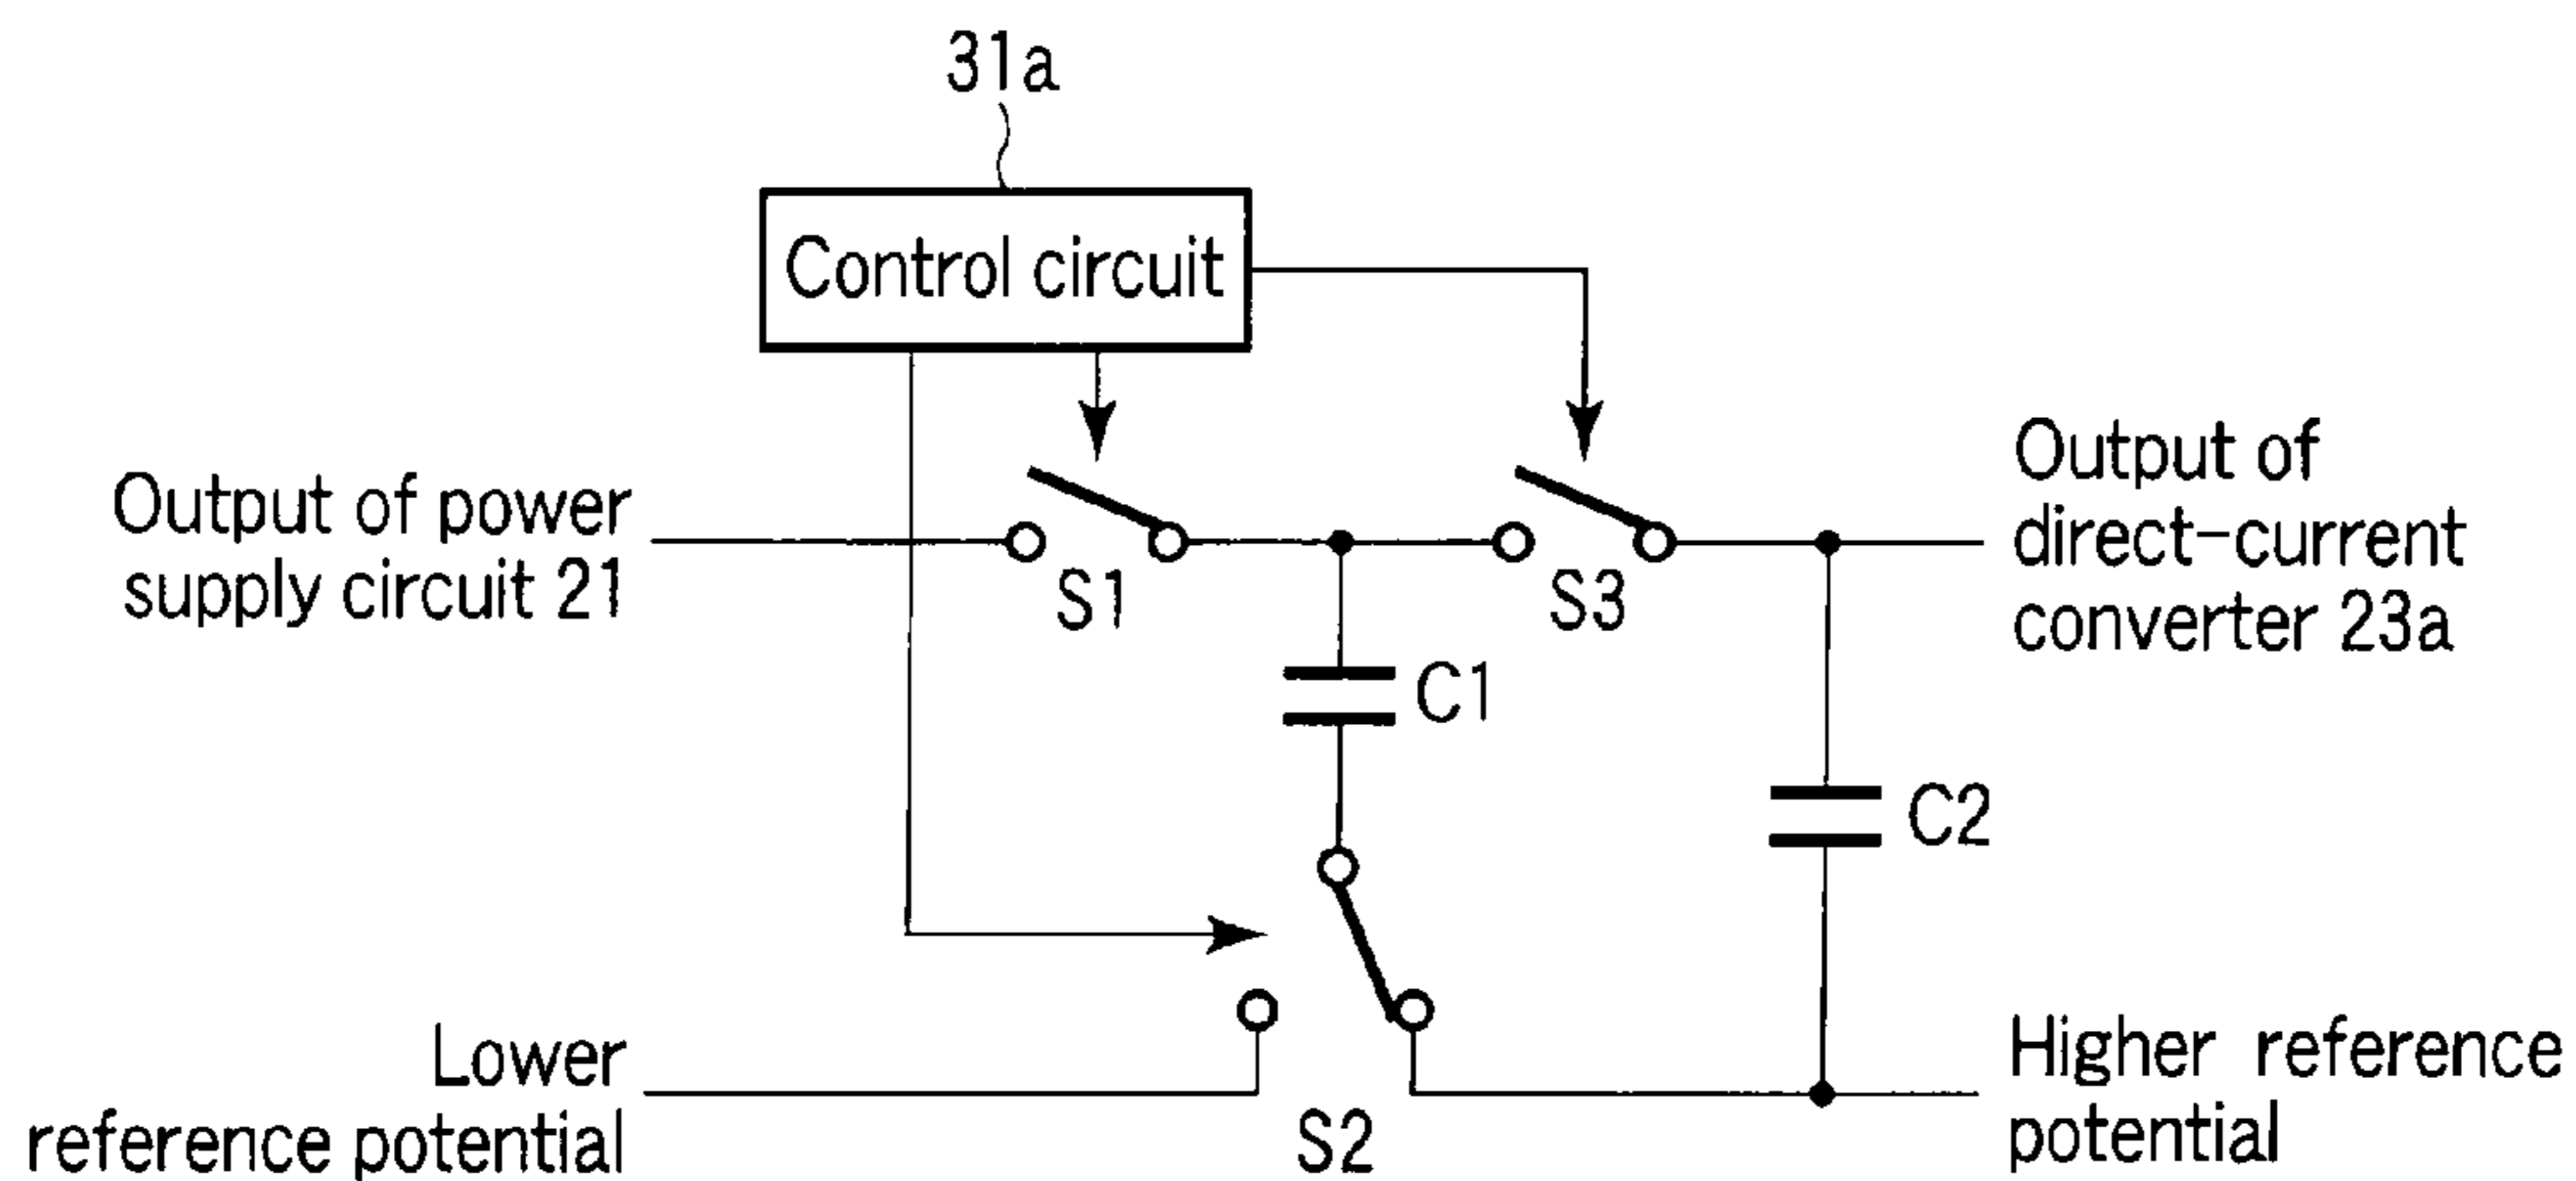 31a
Control circuit
Output of power
supply circuit 21
S1
S3
Output of
direct-current
converter 23a
C1
C2
Lower
reference potential
S2
Higher reference
potential